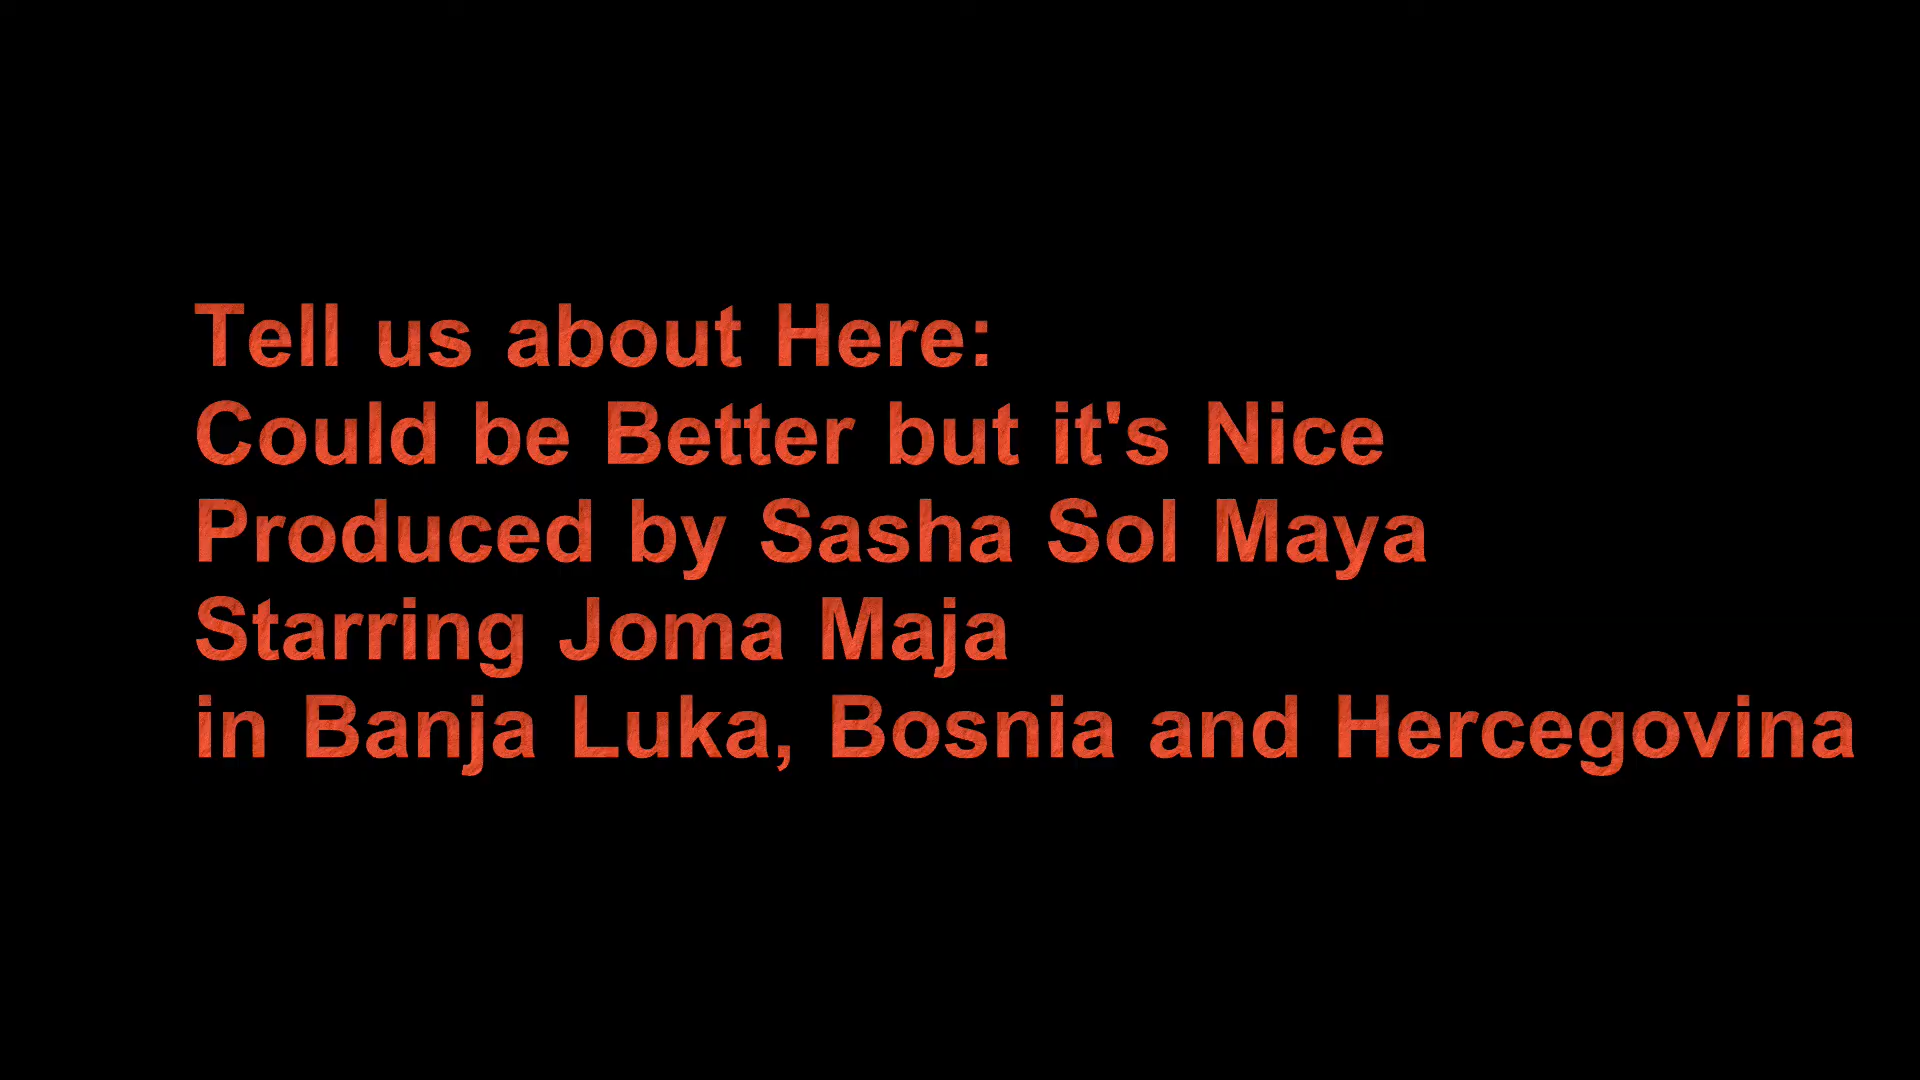 Tell us about Here:
Could be Better but it's Nice
Produced by Sasha Sol Maya
Starring Joma Maja
in Banja Luka, Bosnia and Hercegovina